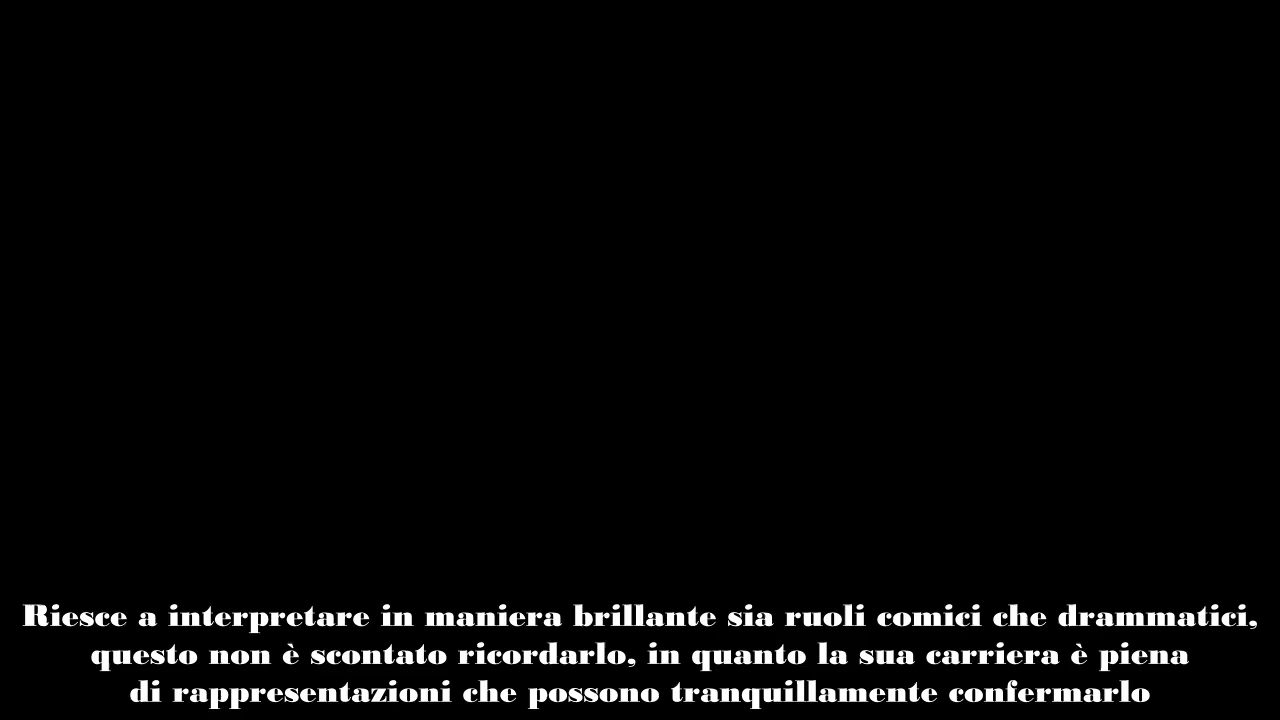 Riesce a interpretare in maniera brillante sia ruoli comici che drammatici,
questo non è scontato ricordarlo, in quanto la sua carriera è piena
di rappresentazioni che possono tranquillamente confermarlo